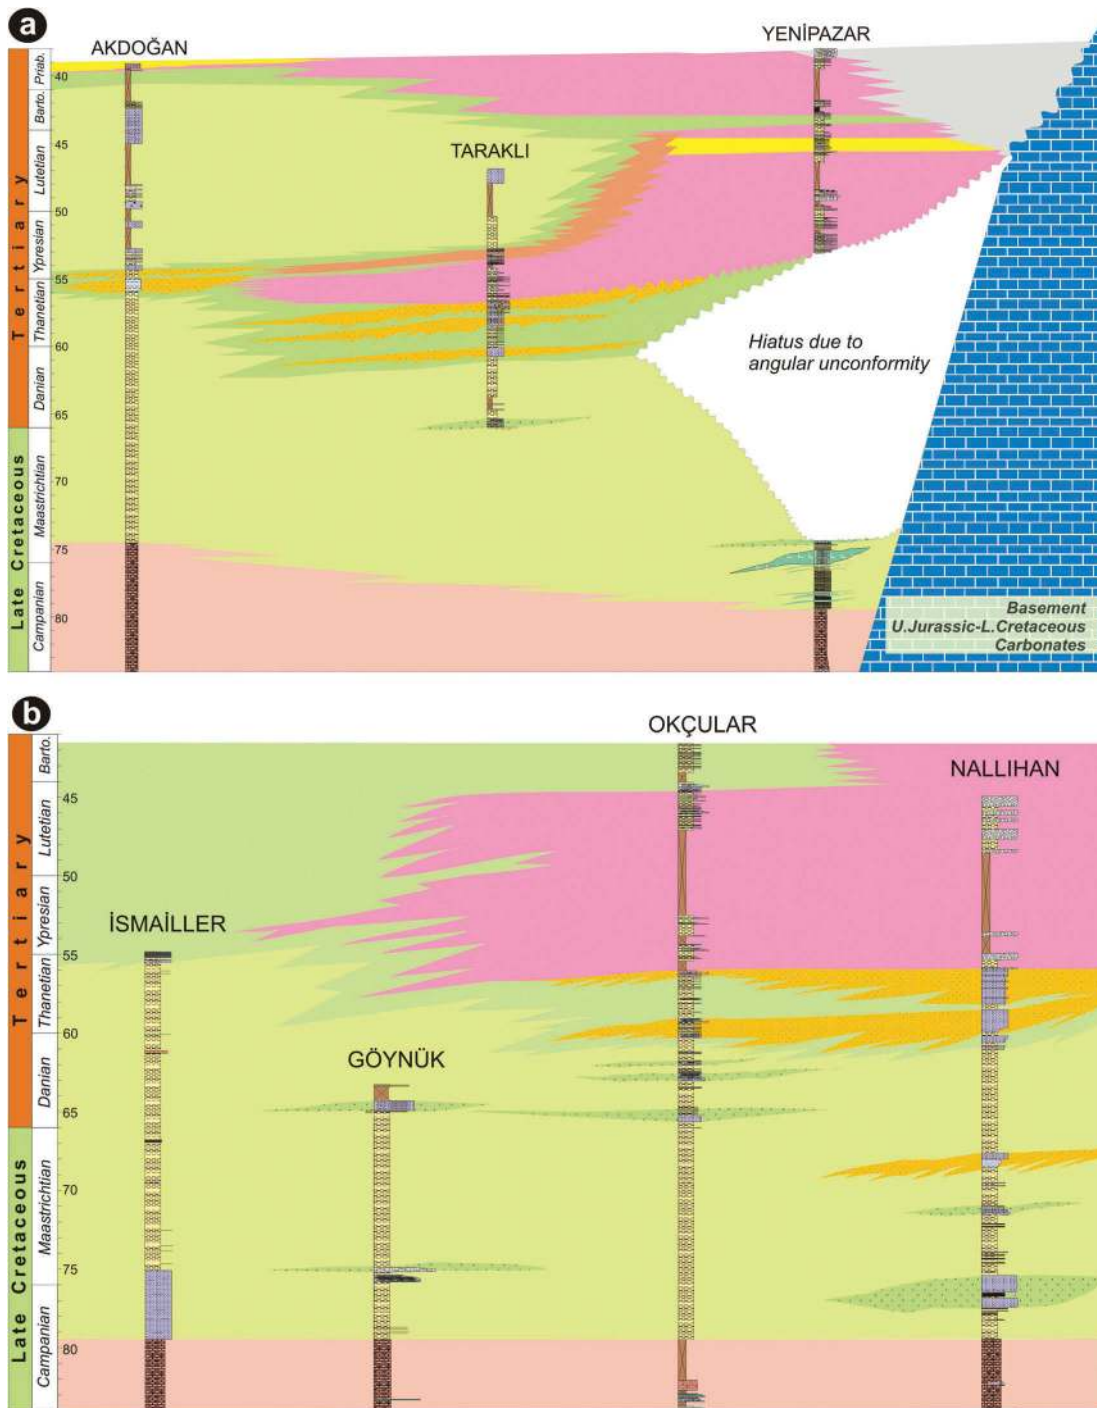 a
AKDOĞAN
YENİPAZAR
TARAKLI
Tertiary
Late Cretaceous
Priab.
Barto.
Lutetian
Ypresian
Thanetian
Danian
Maastrichtian
Campanian
40
45
50
55
60
65
70
75
80
Hiatus due to
angular unconformity
Basement
U.Jurassic-L.Cretaceous
Carbonates
b
OKÇULAR
NALLIHAN
İSMAİLLER
GÖYNÜK
Tertiary
Late Cretaceous
Barto.
Lutetian
Ypresian
Thanetian
Danian
Maastrichtian
Campanian
45
50
55
60
65
70
75
80